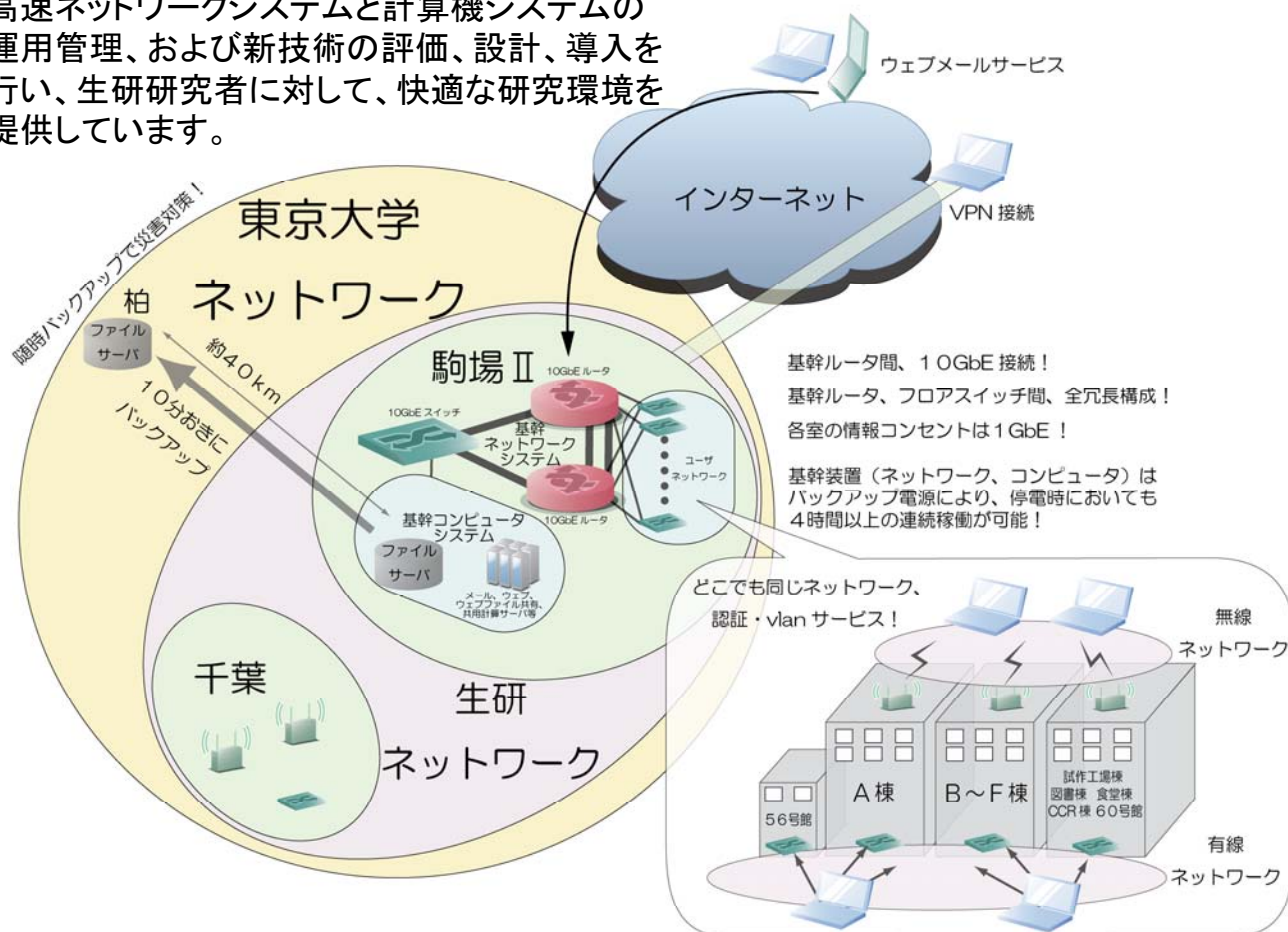 高速ネットワークシステムと計算機システムの
運用管理、および新技術の評価、設計、導入を
行い、生研研究者に対して、快適な研究環境を
提供しています。
ウェブメールサービス
インターネット
VPN 接続
東京大学
ネットワーク
随時バックアップで災害対策！
柏
ファイル
サーバ
約４０ｋｍ
１０分おきに
バックアップ
駒場Ⅱ
10GbE ルータ
10GbE スイッチ
基幹
ネットワーク
システム
ユーザ
ネットワーク
10GbE ルータ
基幹コンピュータ
システム
ファイル
サーバ
メール、ウェブ、
ウェブファイル共有、
共用計算サーバ等
基幹ルータ間、１０GbE 接続！
基幹ルータ、フロアスイッチ間、全冗長構成！
各室の情報コンセントは１GbE！
基幹装置（ネットワーク、コンピュータ）は
バックアップ電源により、停電時においても
４時間以上の連続稼働が可能！
千葉
生研
ネットワーク
どこでも同じネットワーク、
認証・vlan サービス！
無線
ネットワーク
５６号館
A 棟
B～F 棟
試作工場棟
図書棟 食堂棟
CCR 棟 ６０号館
有線
ネットワーク